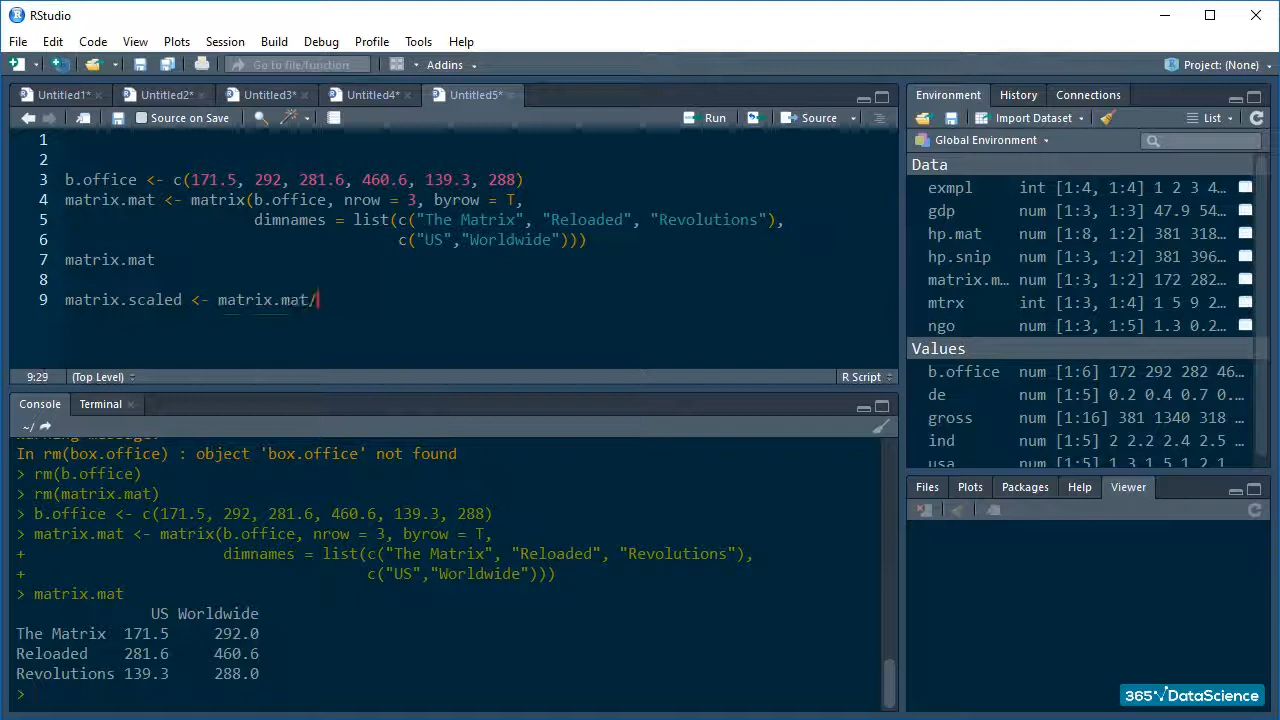 RStudio
File Edit Code View Plots Session Build Debug Profile Tools Help
Go to file/function Addins Project: (None)
Untitled1* Untitled2* Untitled3* Untitled4* Untitled5*
Source on Save Run Source
1
2
3 b.office <- c(171.5, 292, 281.6, 460.6, 139.3, 288)
4 matrix.mat <- matrix(b.office, nrow = 3, byrow = T,
5 dimnames = list(c("The Matrix", "Reloaded", "Revolutions"),
6 c("US","Worldwide")))
7 matrix.mat
8
9 matrix.scaled <- matrix.mat/
9:29 (Top Level) R Script
Console Terminal
~/
Warning message:
In rm(box.office) : object 'box.office' not found
> rm(b.office)
> rm(matrix.mat)
> b.office <- c(171.5, 292, 281.6, 460.6, 139.3, 288)
> matrix.mat <- matrix(b.office, nrow = 3, byrow = T,
+ dimnames = list(c("The Matrix", "Reloaded", "Revolutions"),
+ c("US","Worldwide")))
> matrix.mat
US Worldwide
The Matrix 171.5 292.0
Reloaded 281.6 460.6
Revolutions 139.3 288.0
>
Environment History Connections
Import Dataset List
Global Environment
Data
exmpl int [1:4, 1:4] 1 2 3 4…
gdp num [1:3, 1:3] 47.9 54…
hp.mat num [1:8, 1:2] 381 318…
hp.snip num [1:3, 1:2] 381 396…
matrix.m… num [1:3, 1:2] 172 282…
mtrx int [1:3, 1:4] 1 5 9 2…
ngo num [1:3, 1:5] 1.3 0.2…
Values
b.office num [1:6] 172 292 282 46…
de num [1:5] 0.2 0.4 0.7 0.…
gross num [1:16] 381 1340 318 …
ind num [1:5] 2 2.2 2.4 2.5 …
usa num [1:5] 1.3 1.5 1.2 1
Files Plots Packages Help Viewer
365 DataScience